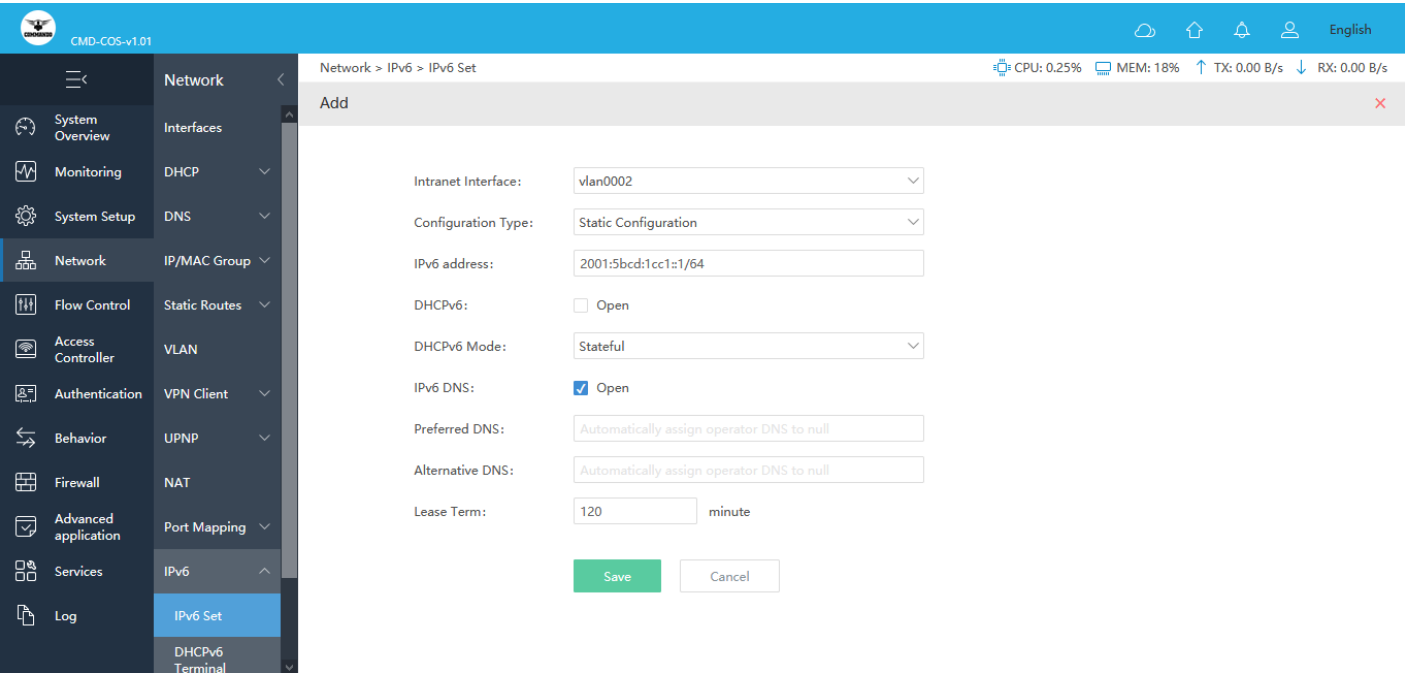 COMMANDO
CMD-COS-v1.01
English
Network
Network > IPv6 > IPv6 Set
CPU: 0.25%
MEM: 18%
TX: 0.00 B/s
RX: 0.00 B/s
Add
System
Overview
Monitoring
System Setup
Network
Flow Control
Access
Controller
Authentication
Behavior
Firewall
Advanced
application
Services
Log
Interfaces
DHCP
DNS
IP/MAC Group
Static Routes
VLAN
VPN Client
UPNP
NAT
Port Mapping
IPv6
IPv6 Set
DHCPv6
Terminal
Intranet Interface: vlan0002
Configuration Type: Static Configuration
IPv6 address: 2001:5bcd:1cc1::1/64
DHCPv6: Open
DHCPv6 Mode: Stateful
IPv6 DNS: Open
Preferred DNS: Automatically assign operator DNS to null
Alternative DNS: Automatically assign operator DNS to null
Lease Term: 120 minute
Save Cancel